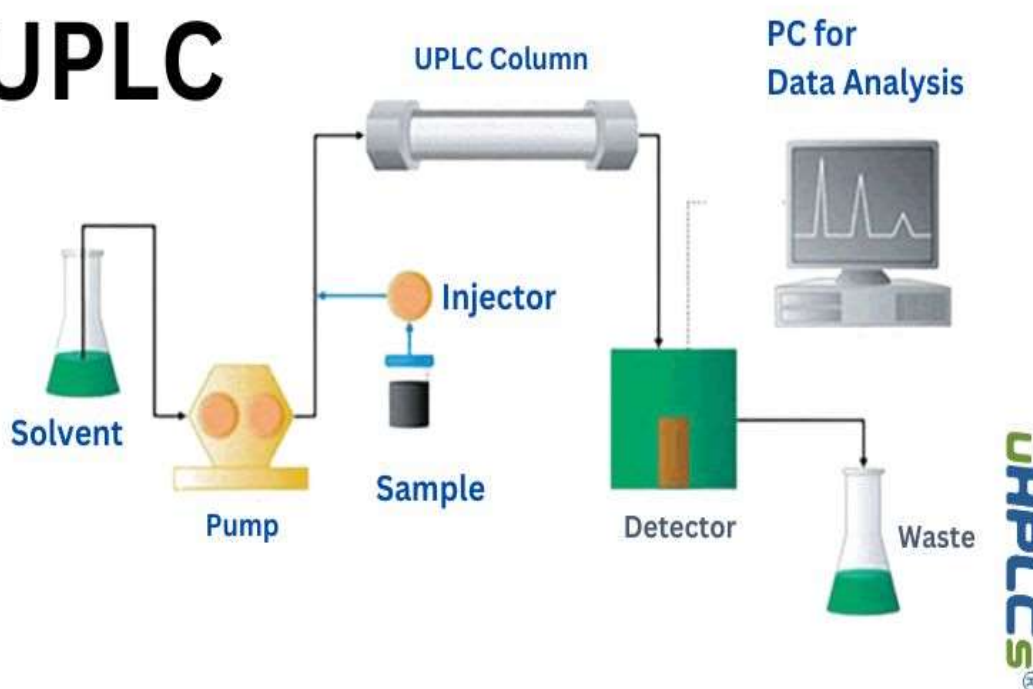 UPLC
UPLC Column
PC for
Data Analysis
Injector
Solvent
Sample
Pump
Detector
Waste
UHPLCs